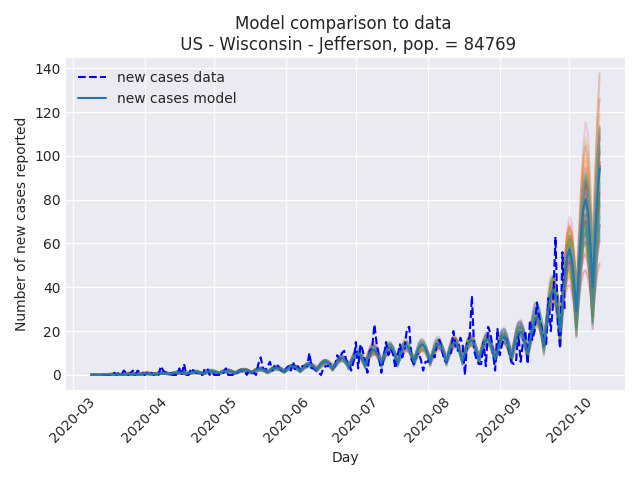 Model comparison to data
US - Wisconsin - Jefferson, pop. = 84769
new cases data
new cases model
Number of new cases reported
140
120
100
80
60
40
20
0
2020-03
2020-04
2020-05
2020-06
2020-07
2020-08
2020-09
2020-10
Day